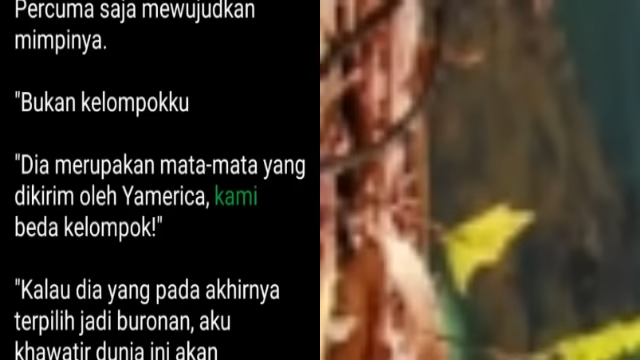 Percuma saja mewujudkan
mimpinya.
"Bukan kelompokku
"Dia merupakan mata-mata yang
dikirim oleh Yamerica, kami
beda kelompok!"
"Kalau dia yang pada akhirnya
terpilih jadi buronan, aku
khawatir dunia ini akan